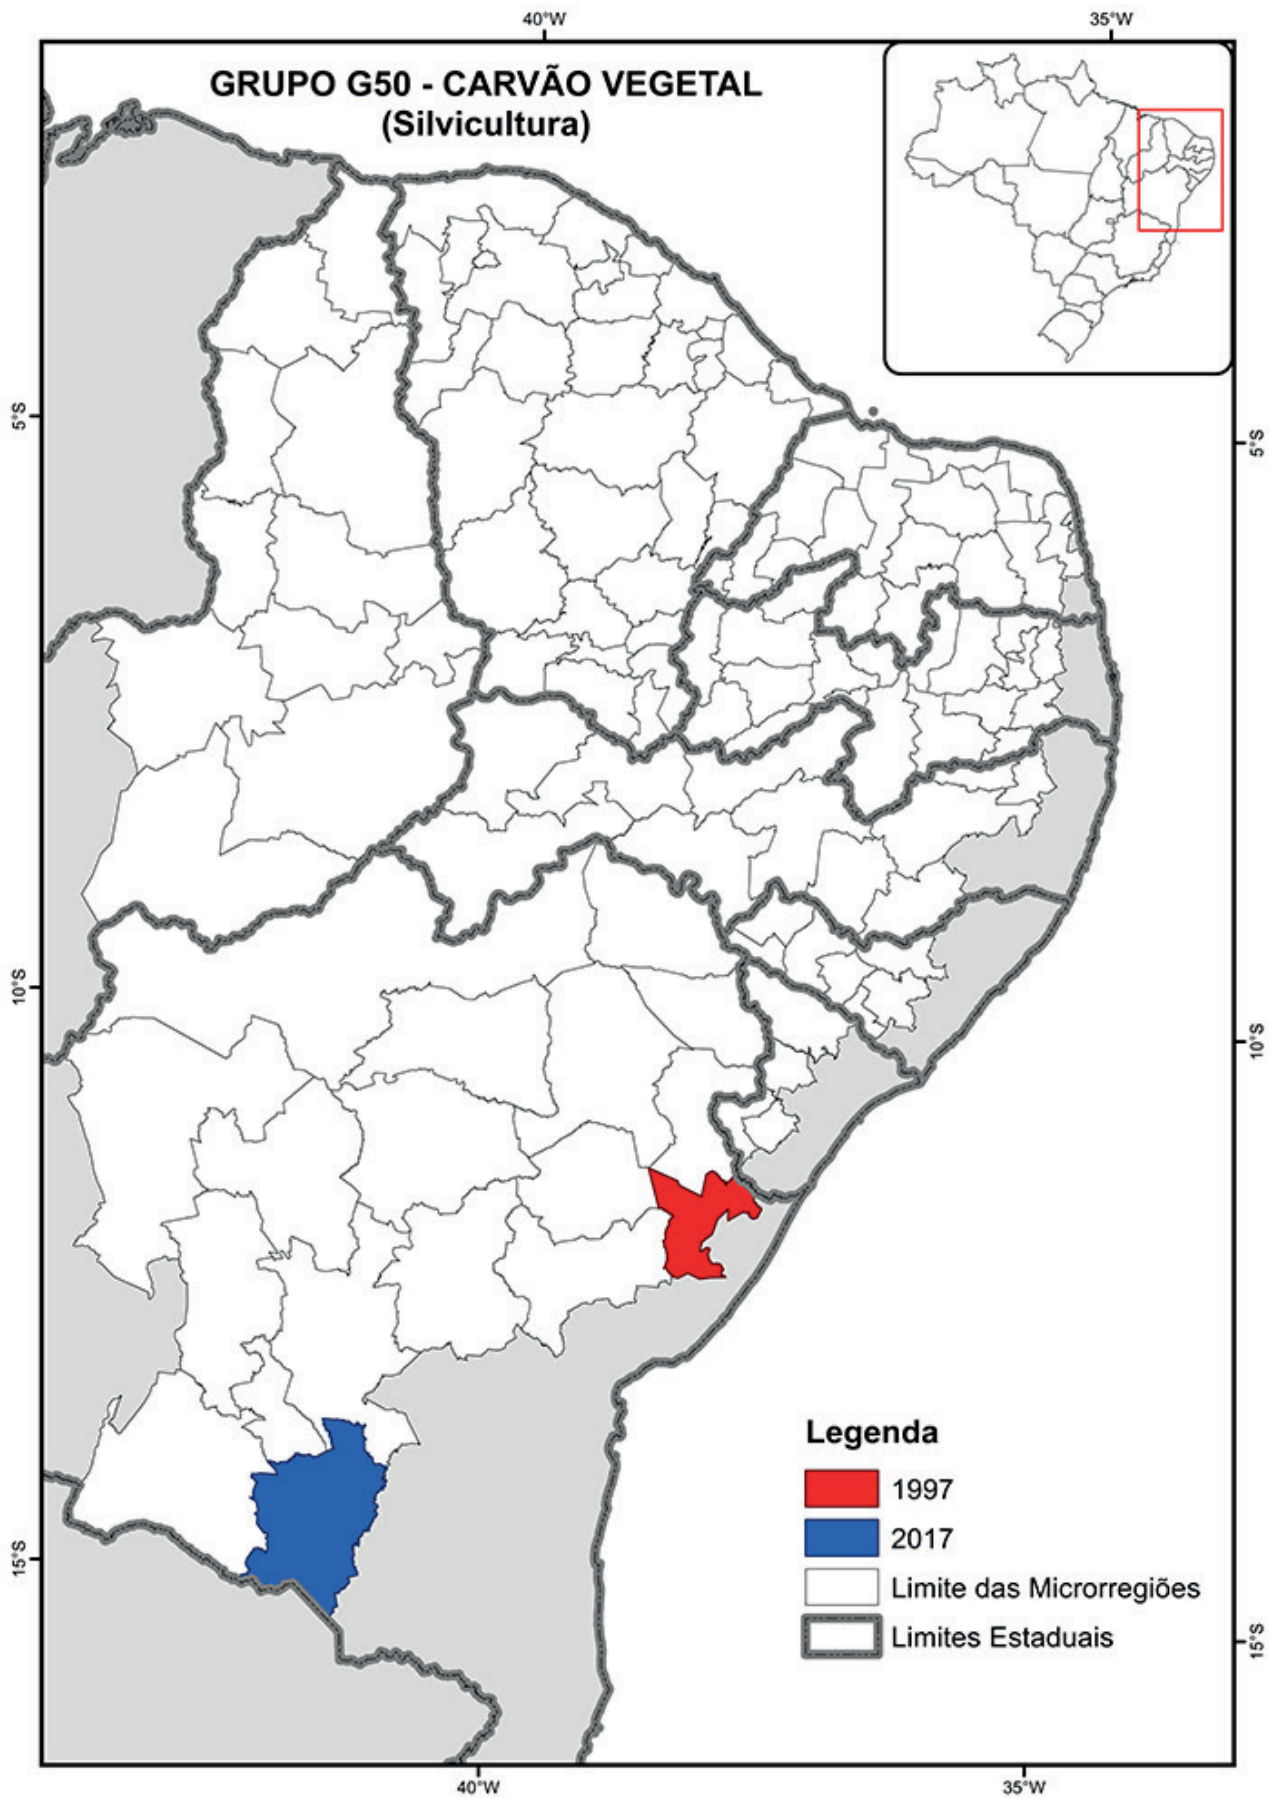 40°W
35°W
GRUPO G50 - CARVÃO VEGETAL
(Silvicultura)
5°S
5°S
10°S
10°S
Legenda
1997
2017
Limite das Microrregiões
Limites Estaduais
15°S
15°S
40°W
35°W